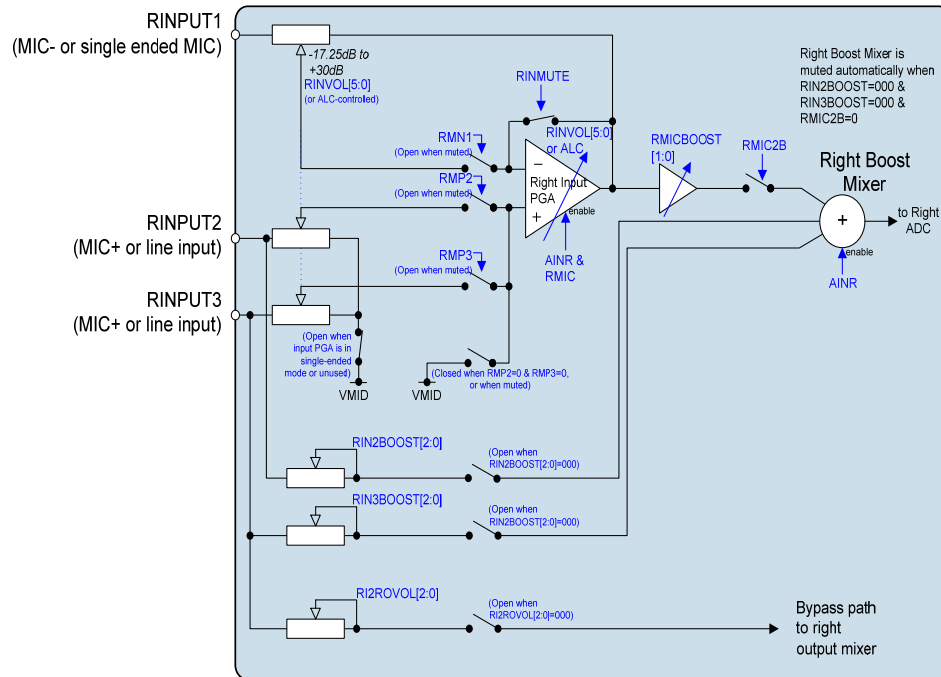 RINPUT1
(MIC- or single ended MIC)
-17.25dB to
+30dB
RINVOL[5:0]
(or ALC-controlled)
RINMUTE
Right Boost Mixer is
muted automatically when
RIN2BOOST=000 &
RIN3BOOST=000 &
RMIC2B=0
RMN1
(Open when muted)
RINVOL[5:0]
or ALC
RMICBOOST
[1:0]
RMIC2B
Right Boost
Mixer
RMP2
(Open when muted)
−
Right Input
PGA
+
enable
+
enable
to Right
ADC
RINPUT2
(MIC+ or line input)
RMP3
(Open when muted)
AINR &
RMIC
AINR
RINPUT3
(MIC+ or line input)
(Open when
input PGA is in
single-ended
mode or unused)
VMID
(Closed when RMP2=0 & RMP3=0,
or when muted)
VMID
RIN2BOOST[2:0]
(Open when
RIN2BOOST[2:0]=000)
RIN3BOOST[2:0]
(Open when
RIN2BOOST[2:0]=000)
RI2ROVOL[2:0]
(Open when
RI2ROVOL[2:0]=000)
Bypass path
to right
output mixer